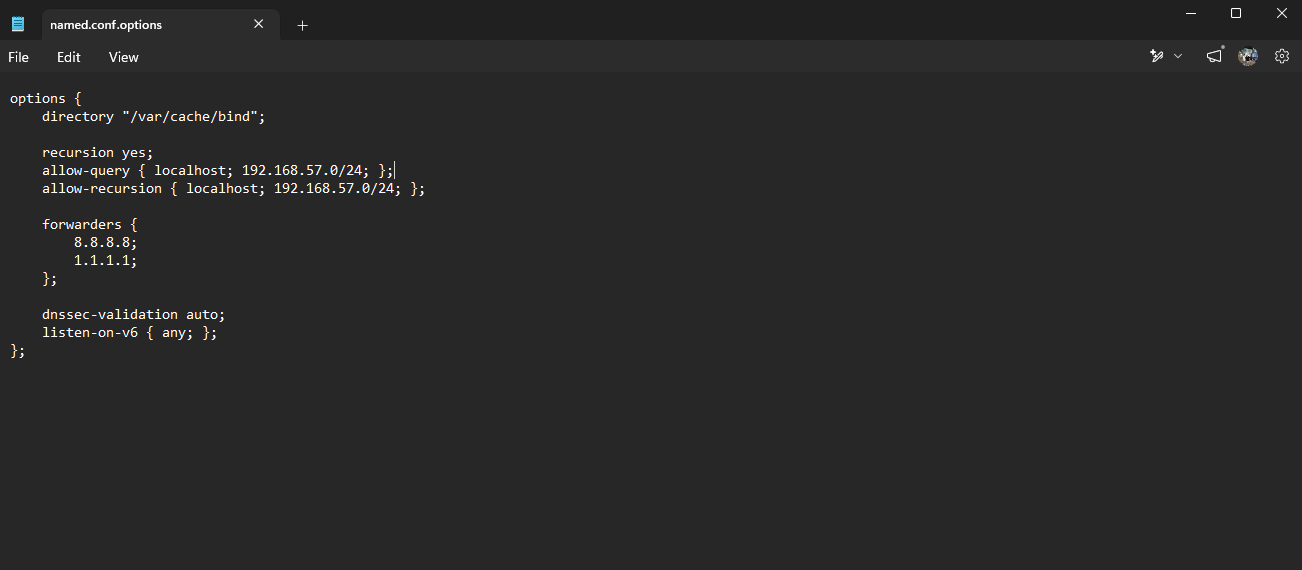 named.conf.options
File Edit View
options {
    directory "/var/cache/bind";

    recursion yes;
    allow-query { localhost; 192.168.57.0/24; };
    allow-recursion { localhost; 192.168.57.0/24; };

    forwarders {
        8.8.8.8;
        1.1.1.1;
    };

    dnssec-validation auto;
    listen-on-v6 { any; };
};